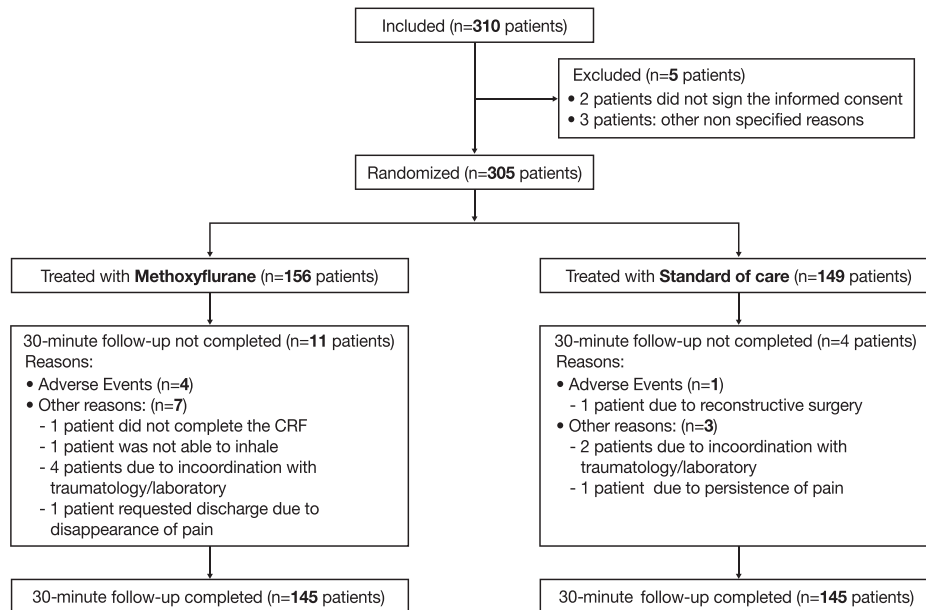 Included (n=310 patients)
Excluded (n=5 patients)
• 2 patients did not sign the informed consent
• 3 patients: other non specified reasons
Randomized (n=305 patients)
Treated with Methoxyflurane (n=156 patients)
30-minute follow-up not completed (n=11 patients)
Reasons:
• Adverse Events (n=4)
• Other reasons: (n=7)
- 1 patient did not complete the CRF
- 1 patient was not able to inhale
- 4 patients due to incoordination with
traumatology/laboratory
- 1 patient requested discharge due to
disappearance of pain
30-minute follow-up completed (n=145 patients)
Treated with Standard of care (n=149 patients)
30-minute follow-up not completed (n=4 patients)
Reasons:
• Adverse Events (n=1)
- 1 patient due to reconstructive surgery
• Other reasons: (n=3)
- 2 patients due to incoordination with
traumatology/laboratory
- 1 patient due to persistence of pain
30-minute follow-up completed (n=145 patients)